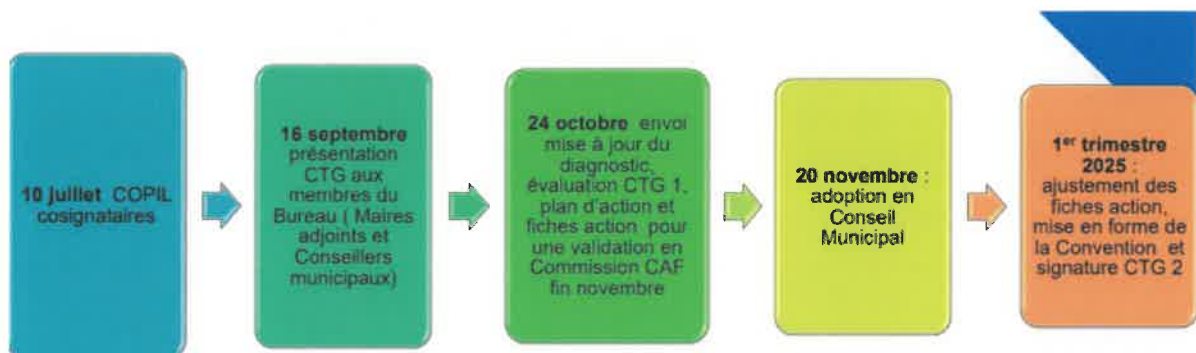 10 juillet COPIL
cosignataires
16 septembre
présentation
CTG aux
membres du
Bureau ( Maires
adjoints et
Conseillers
municipaux)
24 octobre envoi
mise à jour du
diagnostic,
évaluation CTG 1,
plan d'action et
fiches action pour
une validation en
Commission CAF
fin novembre
20 novembre :
adoption en
Conseil
Municipal
1er trimestre
2025 :
ajustement des
fiches action,
mise en forme de
la Convention et
signature CTG 2